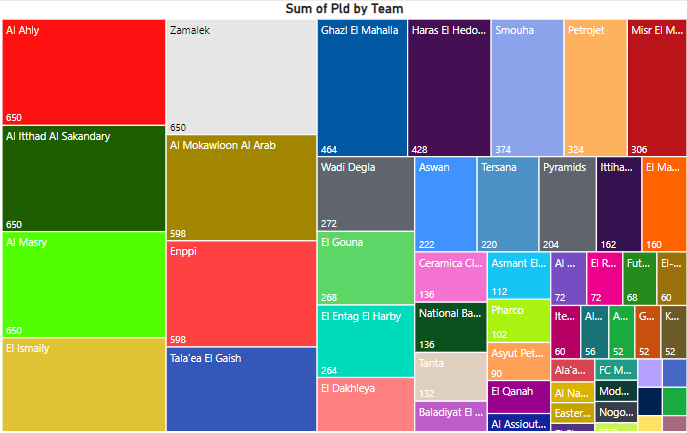 Sum of Pld by Team
Al Ahly
650
Al Itthad Al Sakandary
650
Al Masry
650
El Ismaily
Zamalek
650
Al Mokawloon Al Arab
598
Enppi
598
Tala'ea El Gaish
Ghazl El Mahalla
464
Haras El Hedo...
428
Smouha
374
Petrojet
324
Misr El M...
306
Wadi Degla
272
El Gouna
268
El Entag El Harby
264
El Dakhleya
Aswan
222
Tersana
220
Pyramids
204
Ittiha...
162
El Ma...
160
Ceramica Cl...
136
National Ba...
136
Tanta
132
Baladiyat El ...
Asmant El...
112
Pharco
102
Asyut Pet...
90
El Qanah
Al Assiout...
Al ...
72
El R...
72
Fut...
68
El-...
60
Ite...
60
Al...
56
A...
52
G...
52
K...
52
Ala'a...
Al Na...
Easter...
FC M...
Mod...
Nogo...